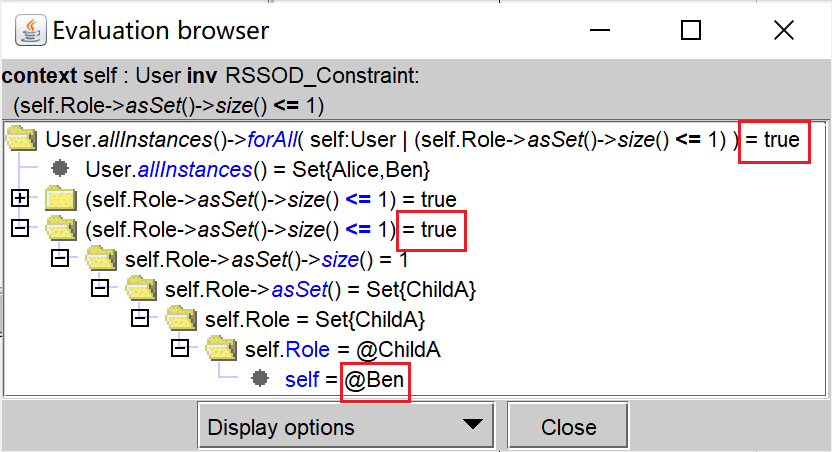 Evaluation browser
context self : User inv RSSOD_Constraint:
(self.Role->asSet()->size() <= 1)
User.allInstances()->forAll( self:User | (self.Role->asSet()->size() <= 1) ) = true
User.allInstances() = Set{Alice,Ben}
(self.Role->asSet()->size() <= 1) = true
(self.Role->asSet()->size() <= 1) = true
self.Role->asSet()->size() = 1
self.Role->asSet() = Set{ChildA}
self.Role = Set{ChildA}
self.Role = @ChildA
self = @Ben
Display options Close